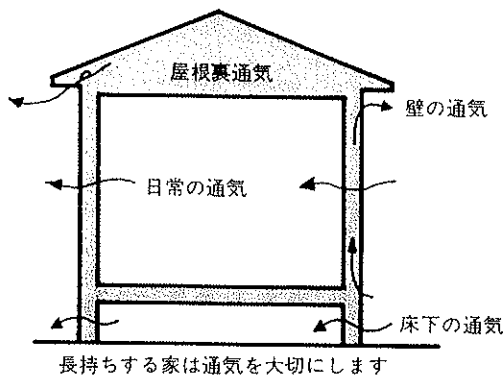 屋根裏通気
壁の通気
日常の通気
床下の通気
長持ちする家は通気を大切にします